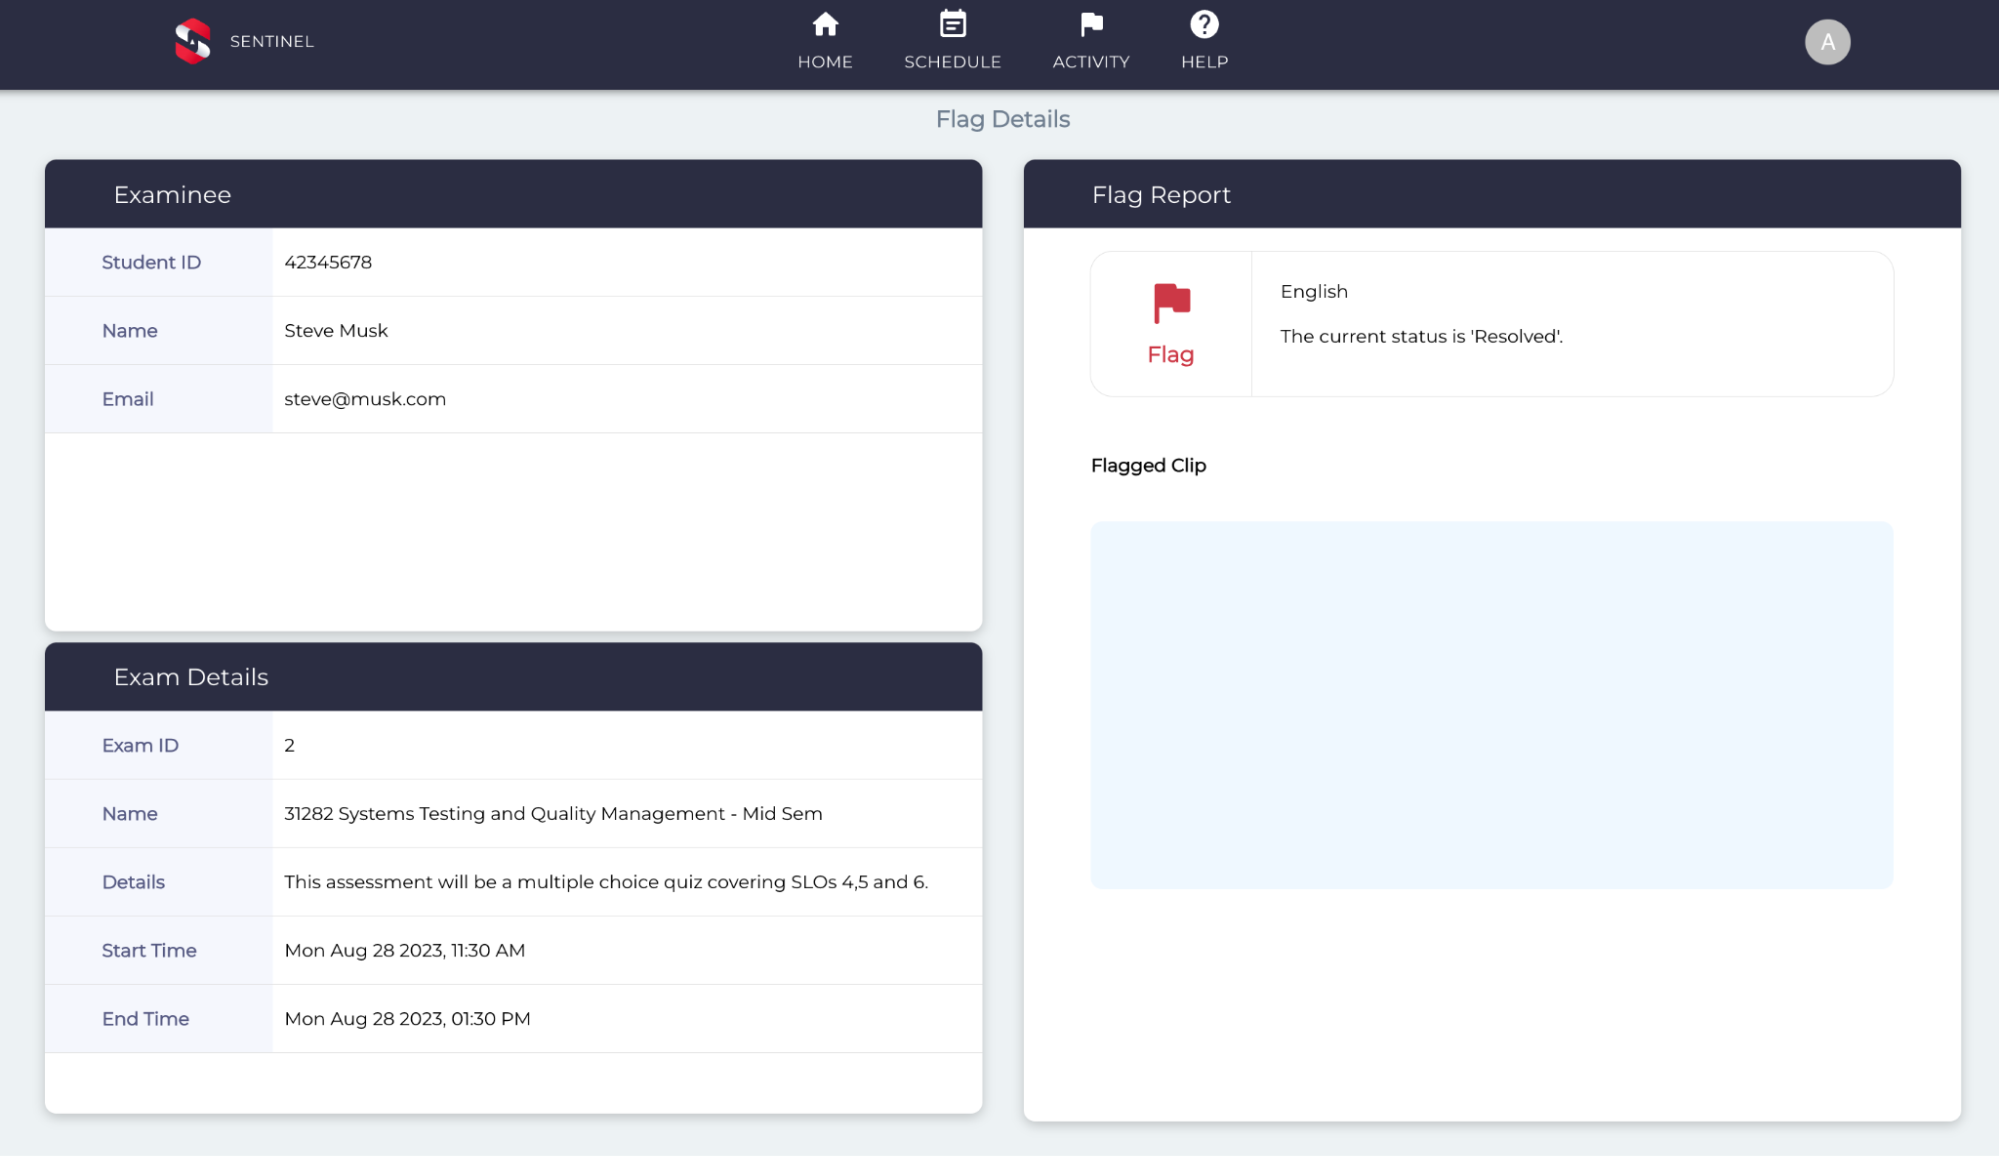 SENTINEL
HOME
SCHEDULE
ACTIVITY
HELP
A
Flag Details
Examinee
Student ID 42345678
Name Steve Musk
Email steve@musk.com
Exam Details
Exam ID 2
Name 31282 Systems Testing and Quality Management - Mid Sem
Details This assessment will be a multiple choice quiz covering SLOs 4,5 and 6.
Start Time Mon Aug 28 2023, 11:30 AM
End Time Mon Aug 28 2023, 01:30 PM
Flag Report
Flag
English
The current status is 'Resolved'.
Flagged Clip